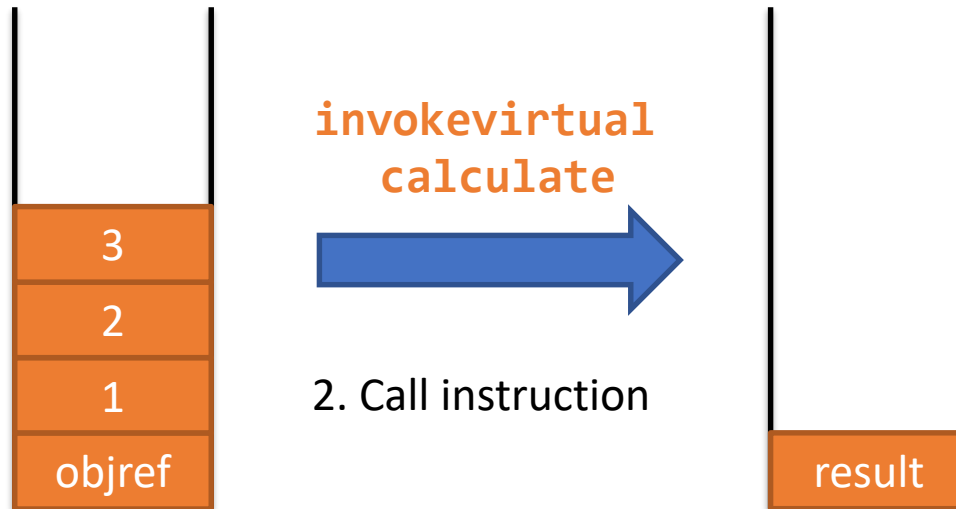 invokevirtual
calculate
3
2
1
objref
2. Call instruction
result